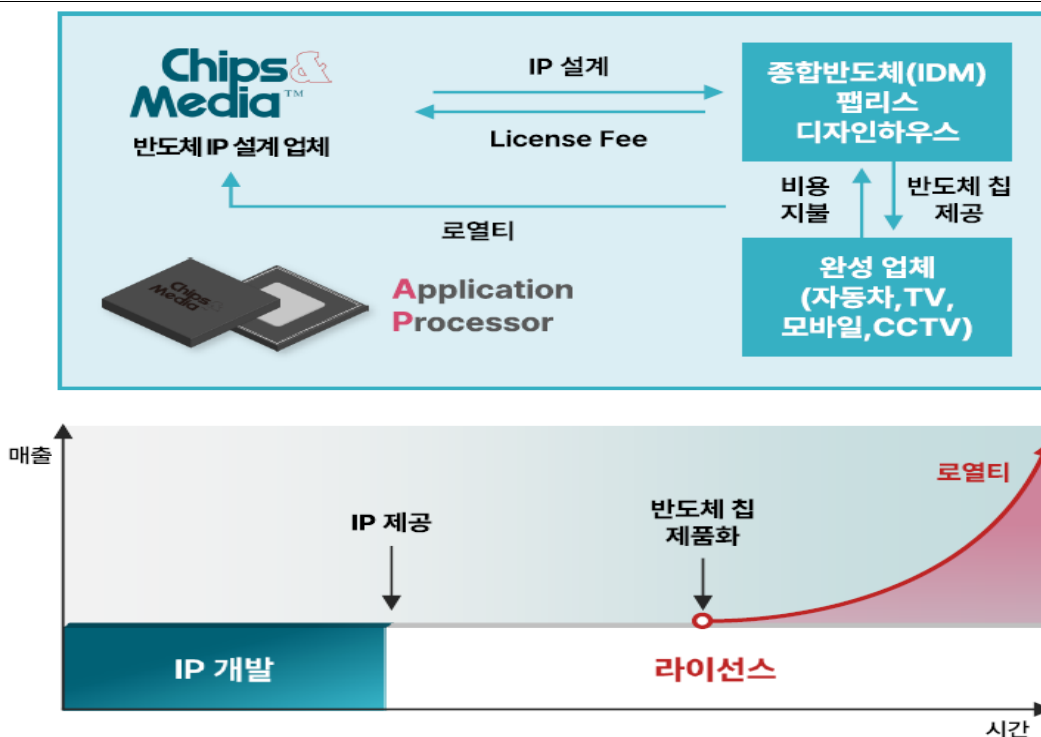 Chips&
Media™
반도체 IP 설계 업체
IP 설계
License Fee
종합반도체(IDM)
팹리스
디자인하우스
비용
지불
반도체 칩
제공
로열티
완성 업체
(자동차,TV,
모바일,CCTV)
Chips&
Media
Application
Processor
매출
IP 제공
반도체 칩
제품화
로열티
IP 개발
라이선스
시간